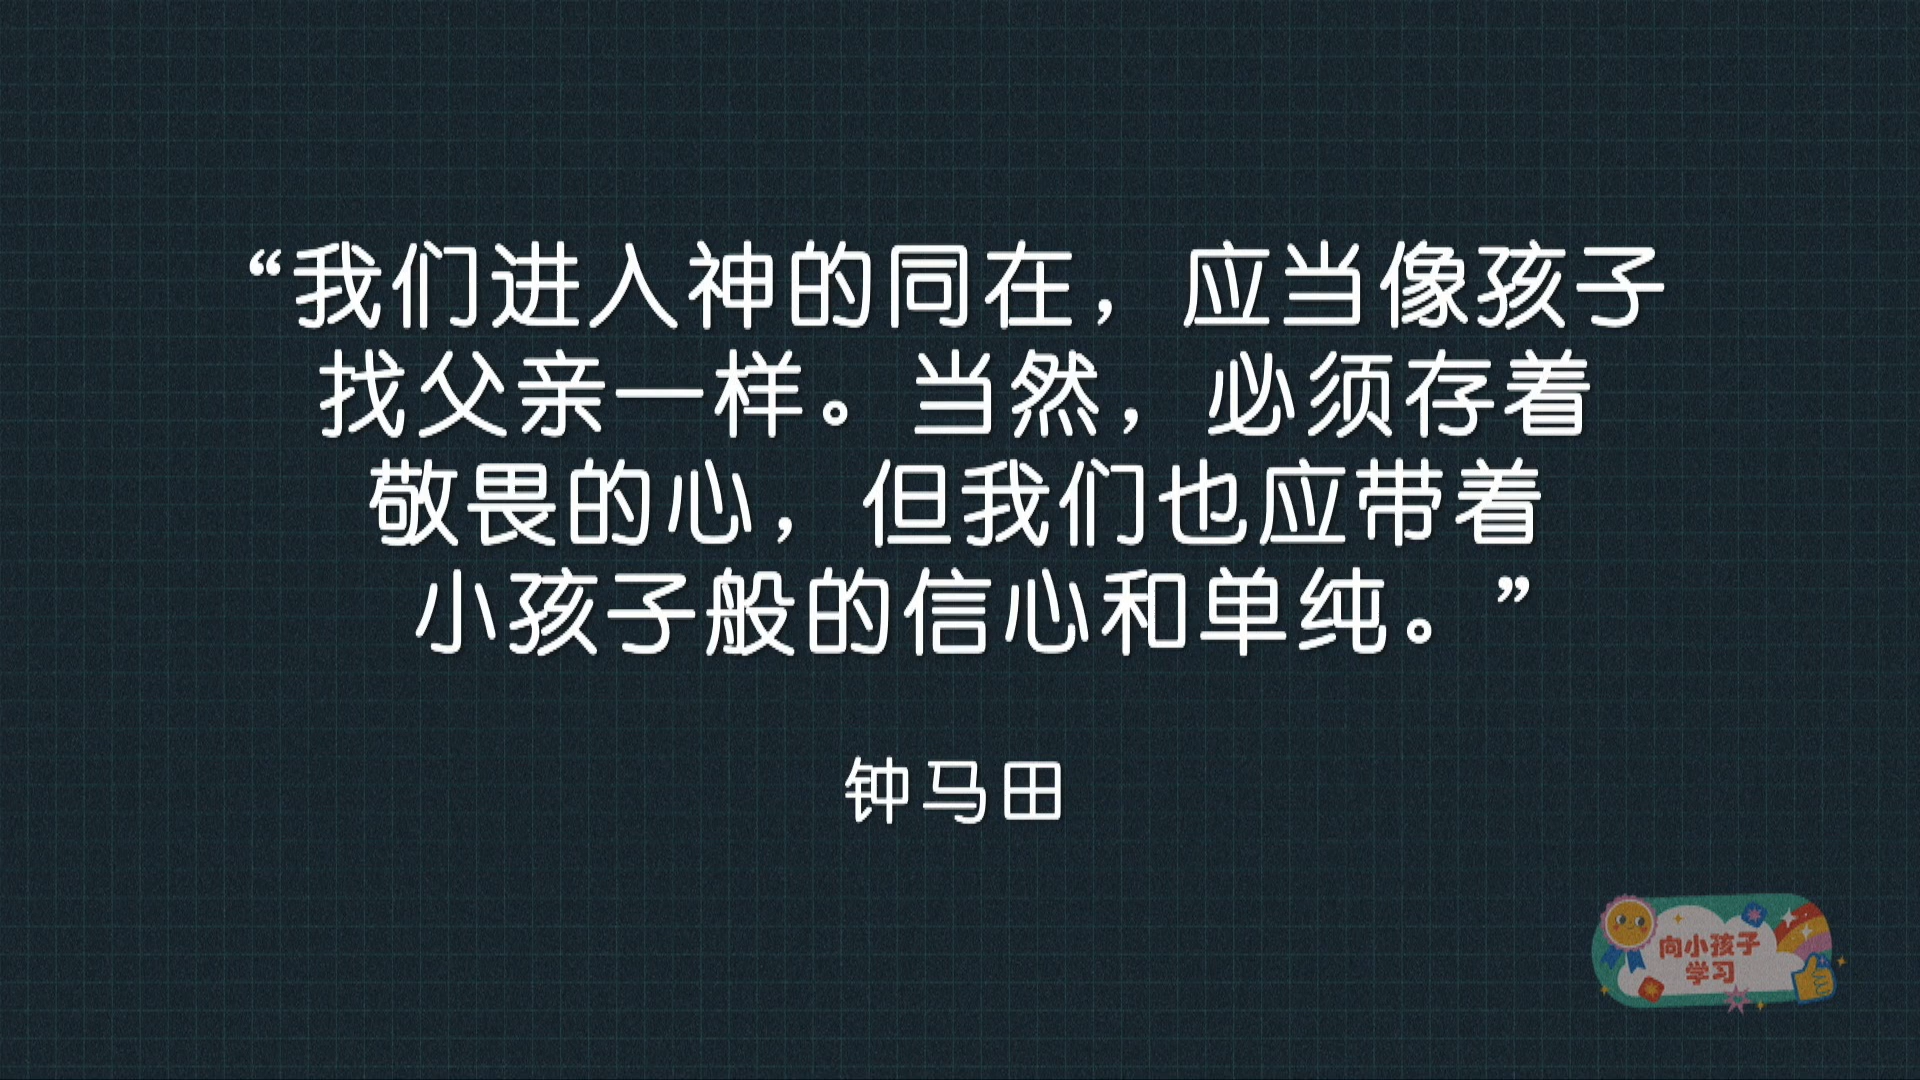 “我们进入神的同在，应当像孩子
找父亲一样。当然，必须存着
敬畏的心，但我们也应带着
小孩子般的信心和单纯。”
钟马田
向小孩子
学习